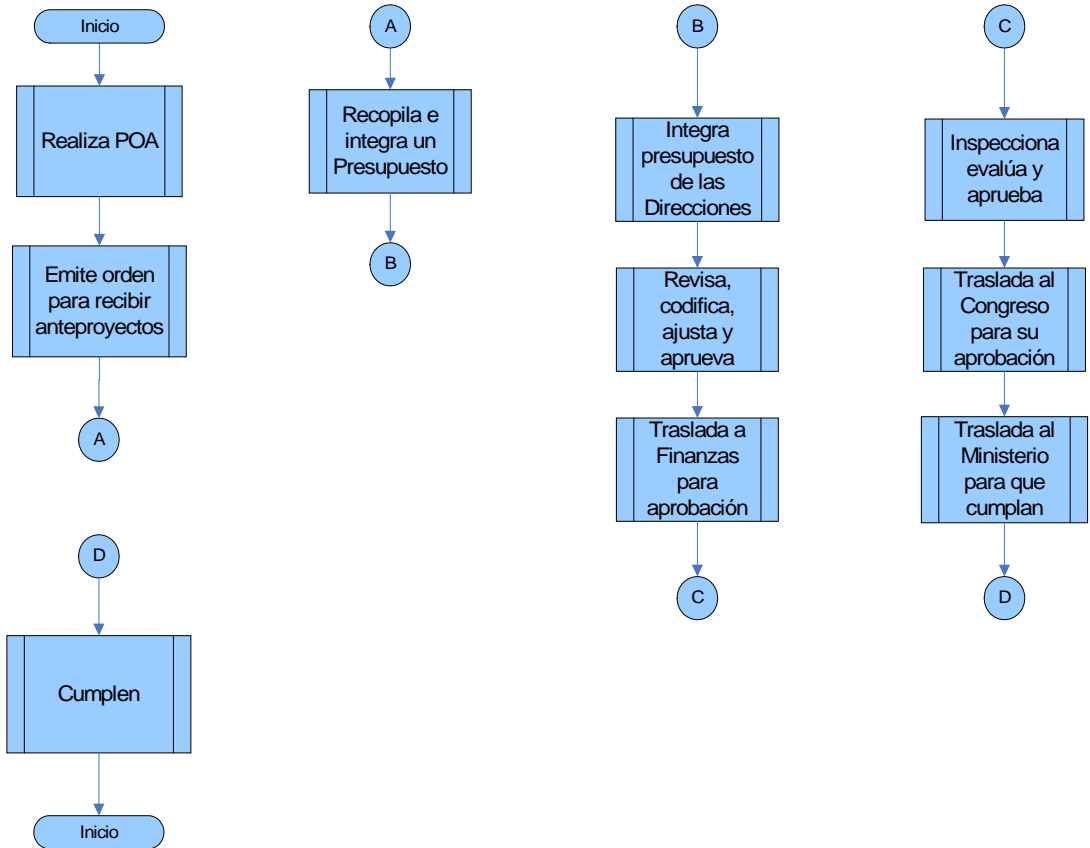 Inicio
Realiza POA
Emite orden
para recibir
anteproyectos
A
A
Recopila e
integra un
Presupuesto
B
B
Integra
presupuesto
de las
Direcciones
Revisa,
codifica,
ajusta y
aprueva
Traslada a
Finanzas
para
aprobación
C
C
Inspecciona
evalúa y
aprueba
Traslada al
Congreso
para su
aprobación
Traslada al
Ministerio
para que
cumplan
D
D
Cumplen
Inicio